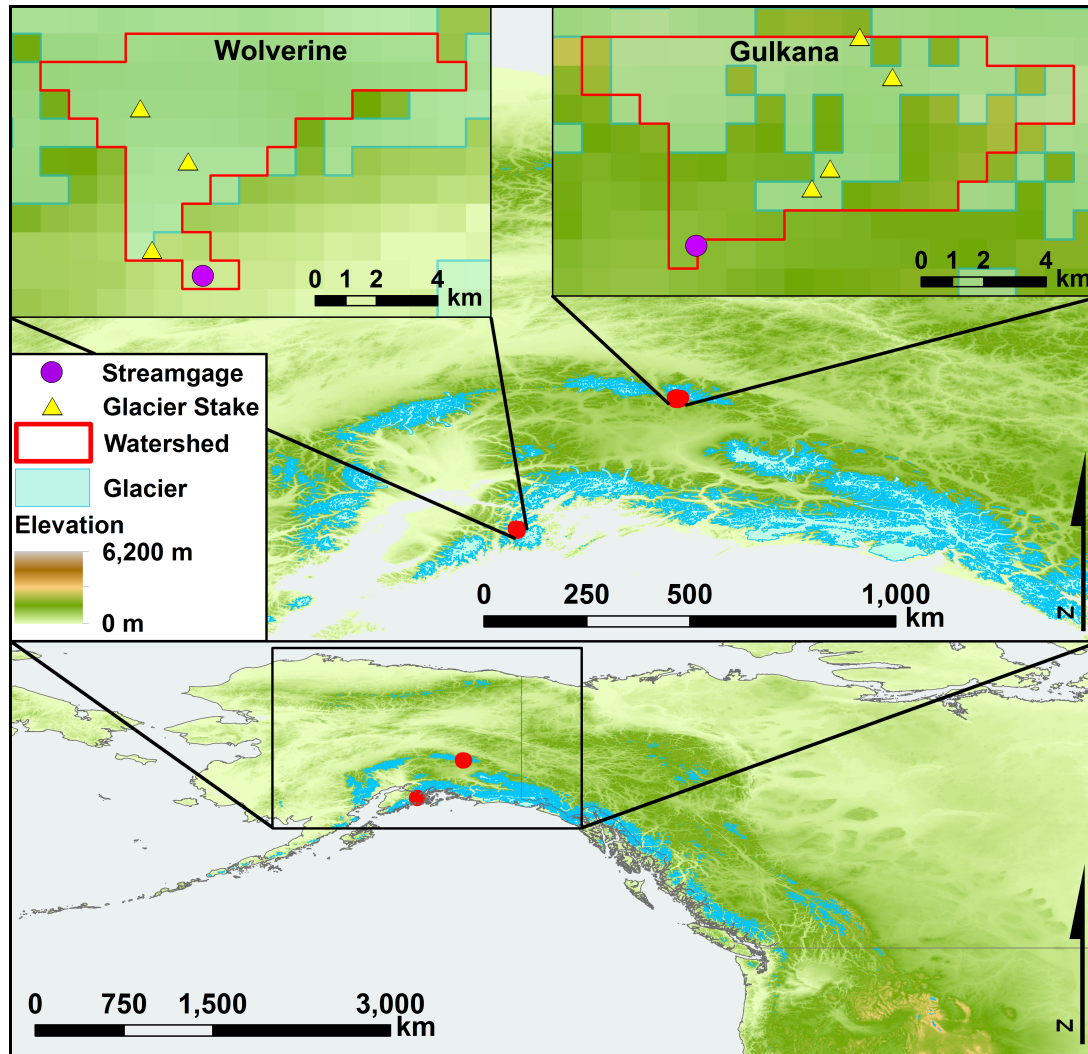 Wolverine
0 1 2 4
km
Gulkana
0 1 2 4
km
Streamgage
Glacier Stake
Watershed
Glacier
Elevation
6,200 m
0 m
0 250 500 1,000
km
N
0 750 1,500 3,000
km
N